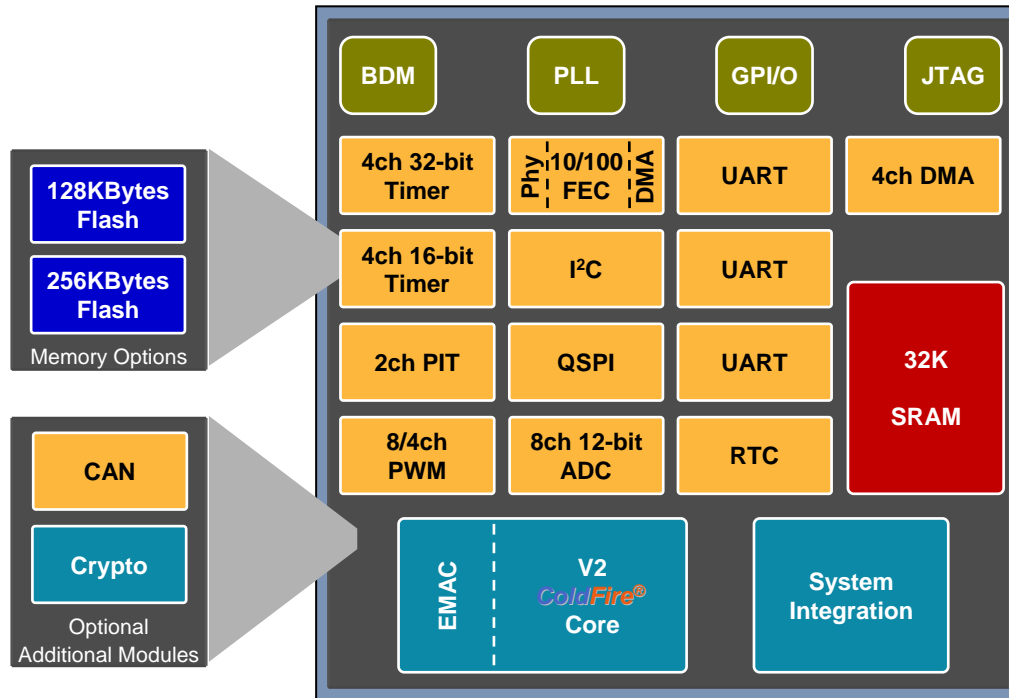 BDM
PLL
GPI/O
JTAG
4ch 32-bit
Timer
Phy
10/100
FEC
DMA
UART
4ch DMA
128KBytes
Flash
256KBytes
Flash
Memory Options
4ch 16-bit
Timer
I²C
UART
2ch PIT
QSPI
UART
32K
SRAM
8/4ch
PWM
8ch 12-bit
ADC
RTC
CAN
Crypto
Optional
Additional Modules
EMAC
V2
ColdFire®
Core
System
Integration